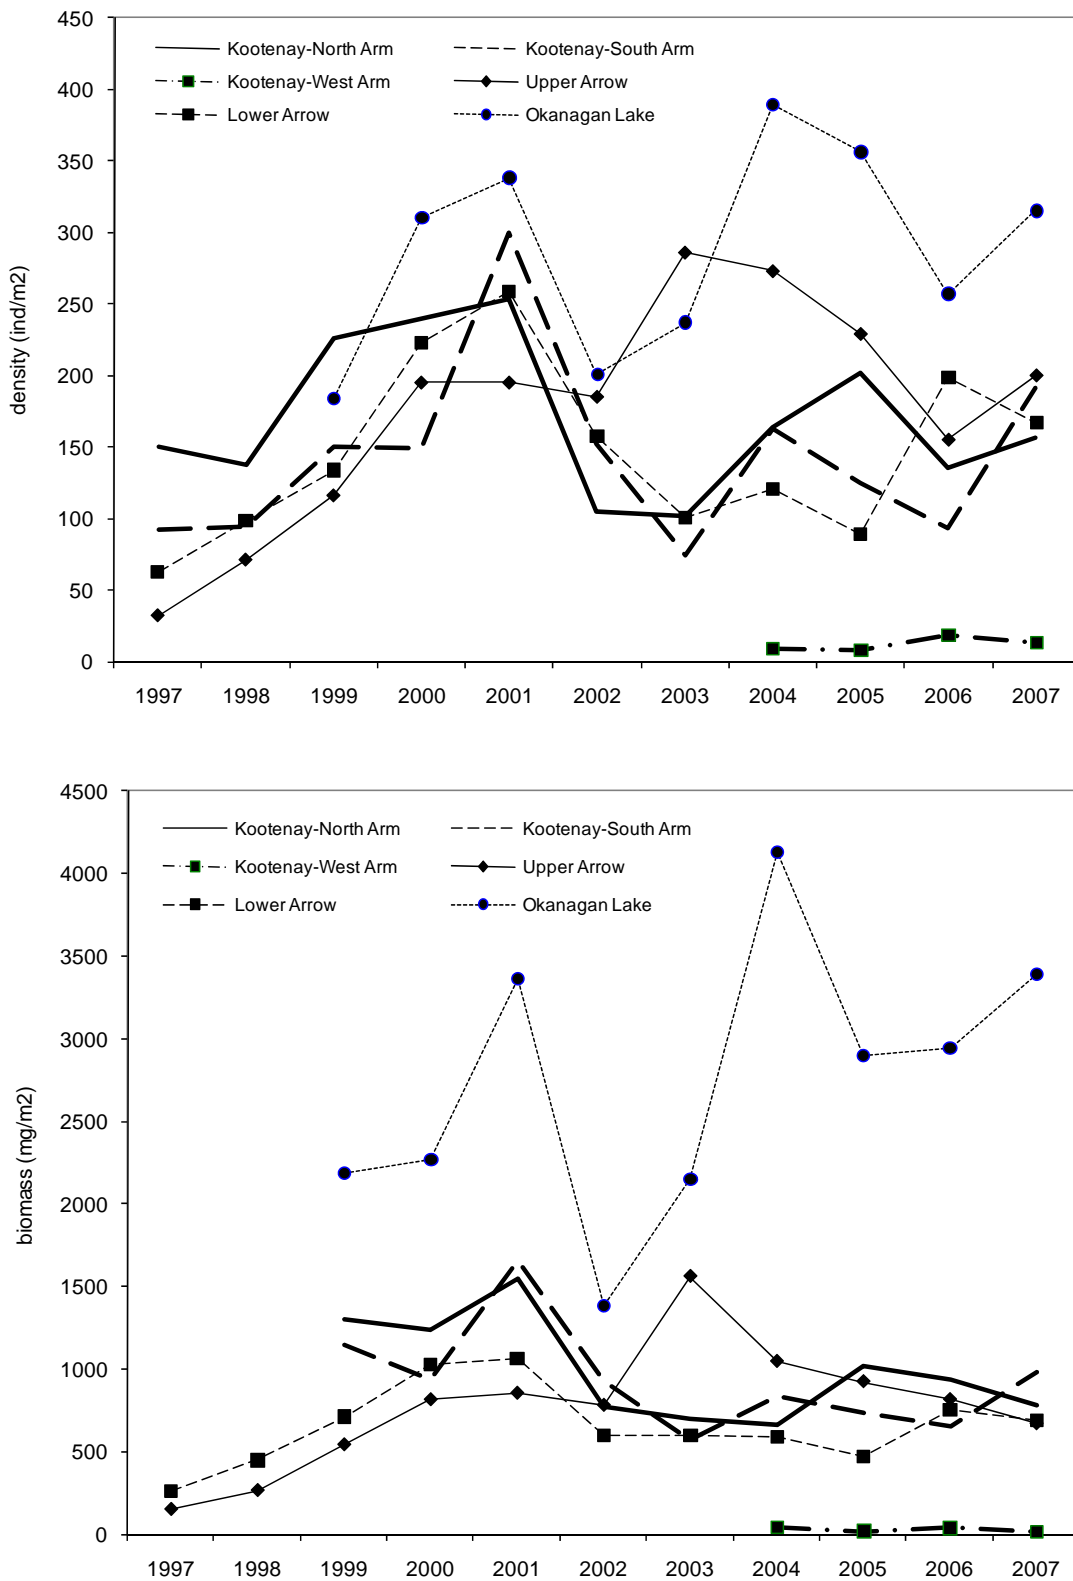 450
400
350
300
250
200
150
100
50
0
density (ind/m2)
Kootenay-North Arm
Kootenay-South Arm
Kootenay-West Arm
Upper Arrow
Lower Arrow
Okanagan Lake
1997 1998 1999 2000 2001 2002 2003 2004 2005 2006 2007
4500
4000
3500
3000
2500
2000
1500
1000
500
0
biomass (mg/m2)
Kootenay-North Arm
Kootenay-South Arm
Kootenay-West Arm
Upper Arrow
Lower Arrow
Okanagan Lake
1997 1998 1999 2000 2001 2002 2003 2004 2005 2006 2007